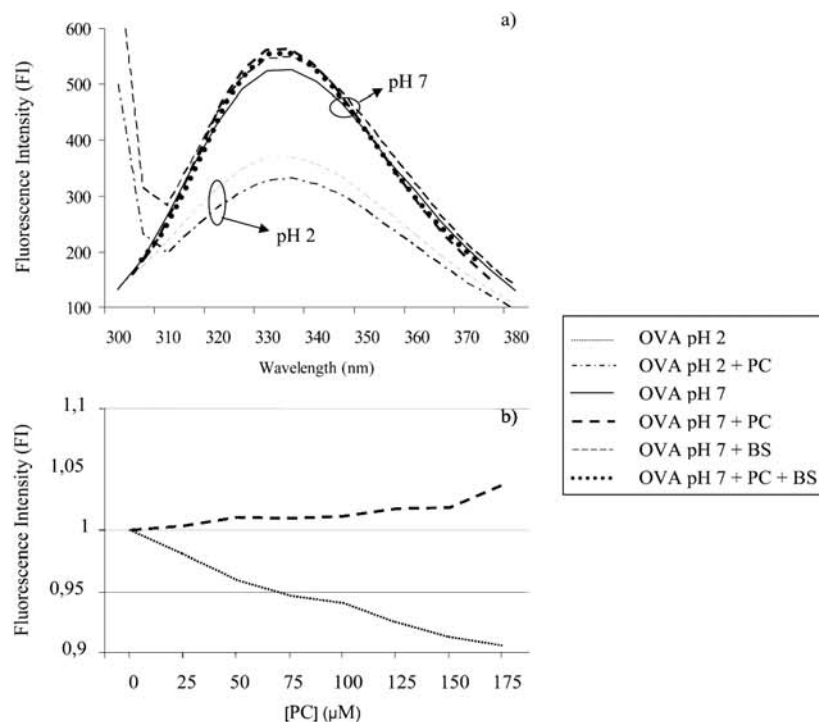 a)
Fluorescence Intensity (FI)
600
500
400
300
200
100
pH 7
pH 2
300 310 320 330 340 350 360 370 380
Wavelength (nm)
OVA pH 2
OVA pH 2 + PC
OVA pH 7
OVA pH 7 + PC
OVA pH 7 + BS
OVA pH 7 + PC + BS
b)
Fluorescence Intensity (FI)
1,1
1,05
1
0,95
0,9
0 25 50 75 100 125 150 175
[PC] (µM)